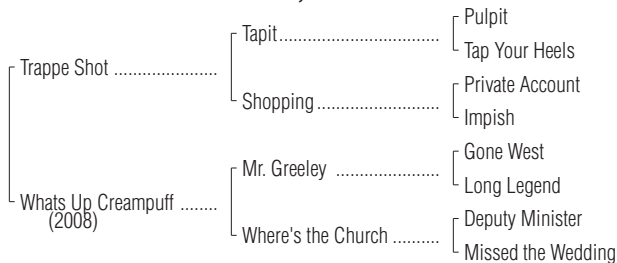 Pulpit
Tapit
Tap Your Heels
Trappe Shot
Private Account
Shopping
Impish
Gone West
Mr. Greeley
Long Legend
Whats Up Creampuff
(2008)
Deputy Minister
Where's the Church
Missed the Wedding